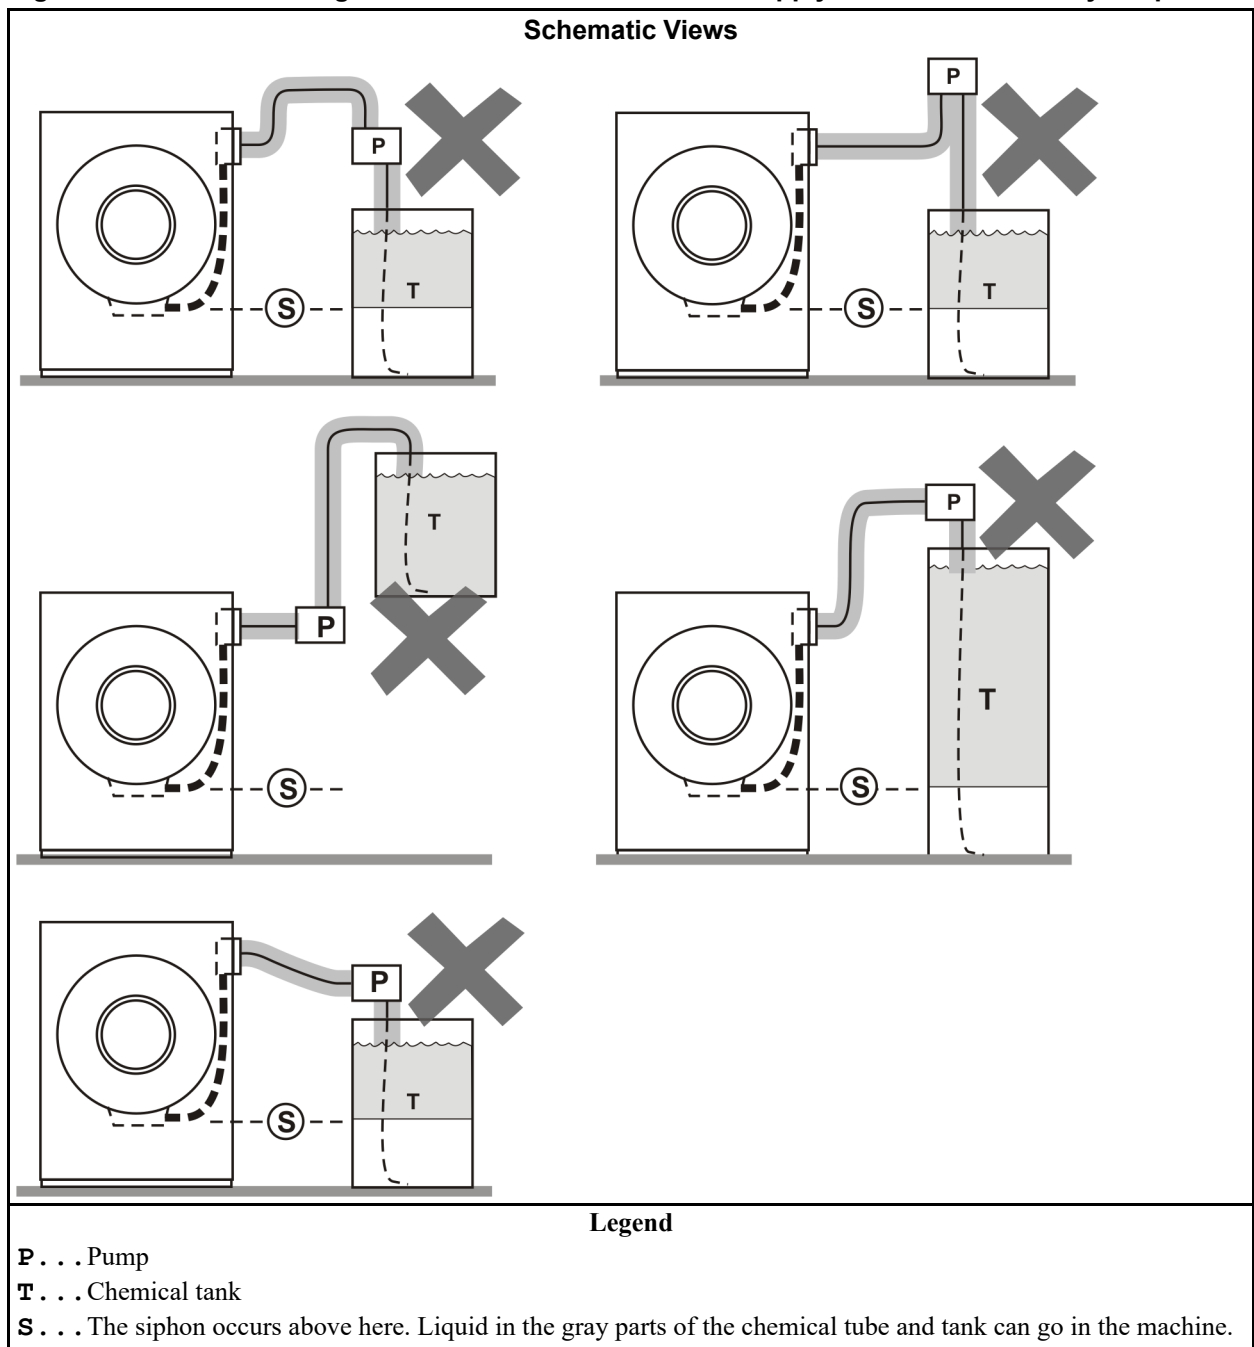 Schematic Views
P
P
T
S
T
S
T
P
P
T
S
S
P
T
S
Legend
P...Pump
T...Chemical tank
S...The siphon occurs above here. Liquid in the gray parts of the chemical tube and tank can go in the machine.